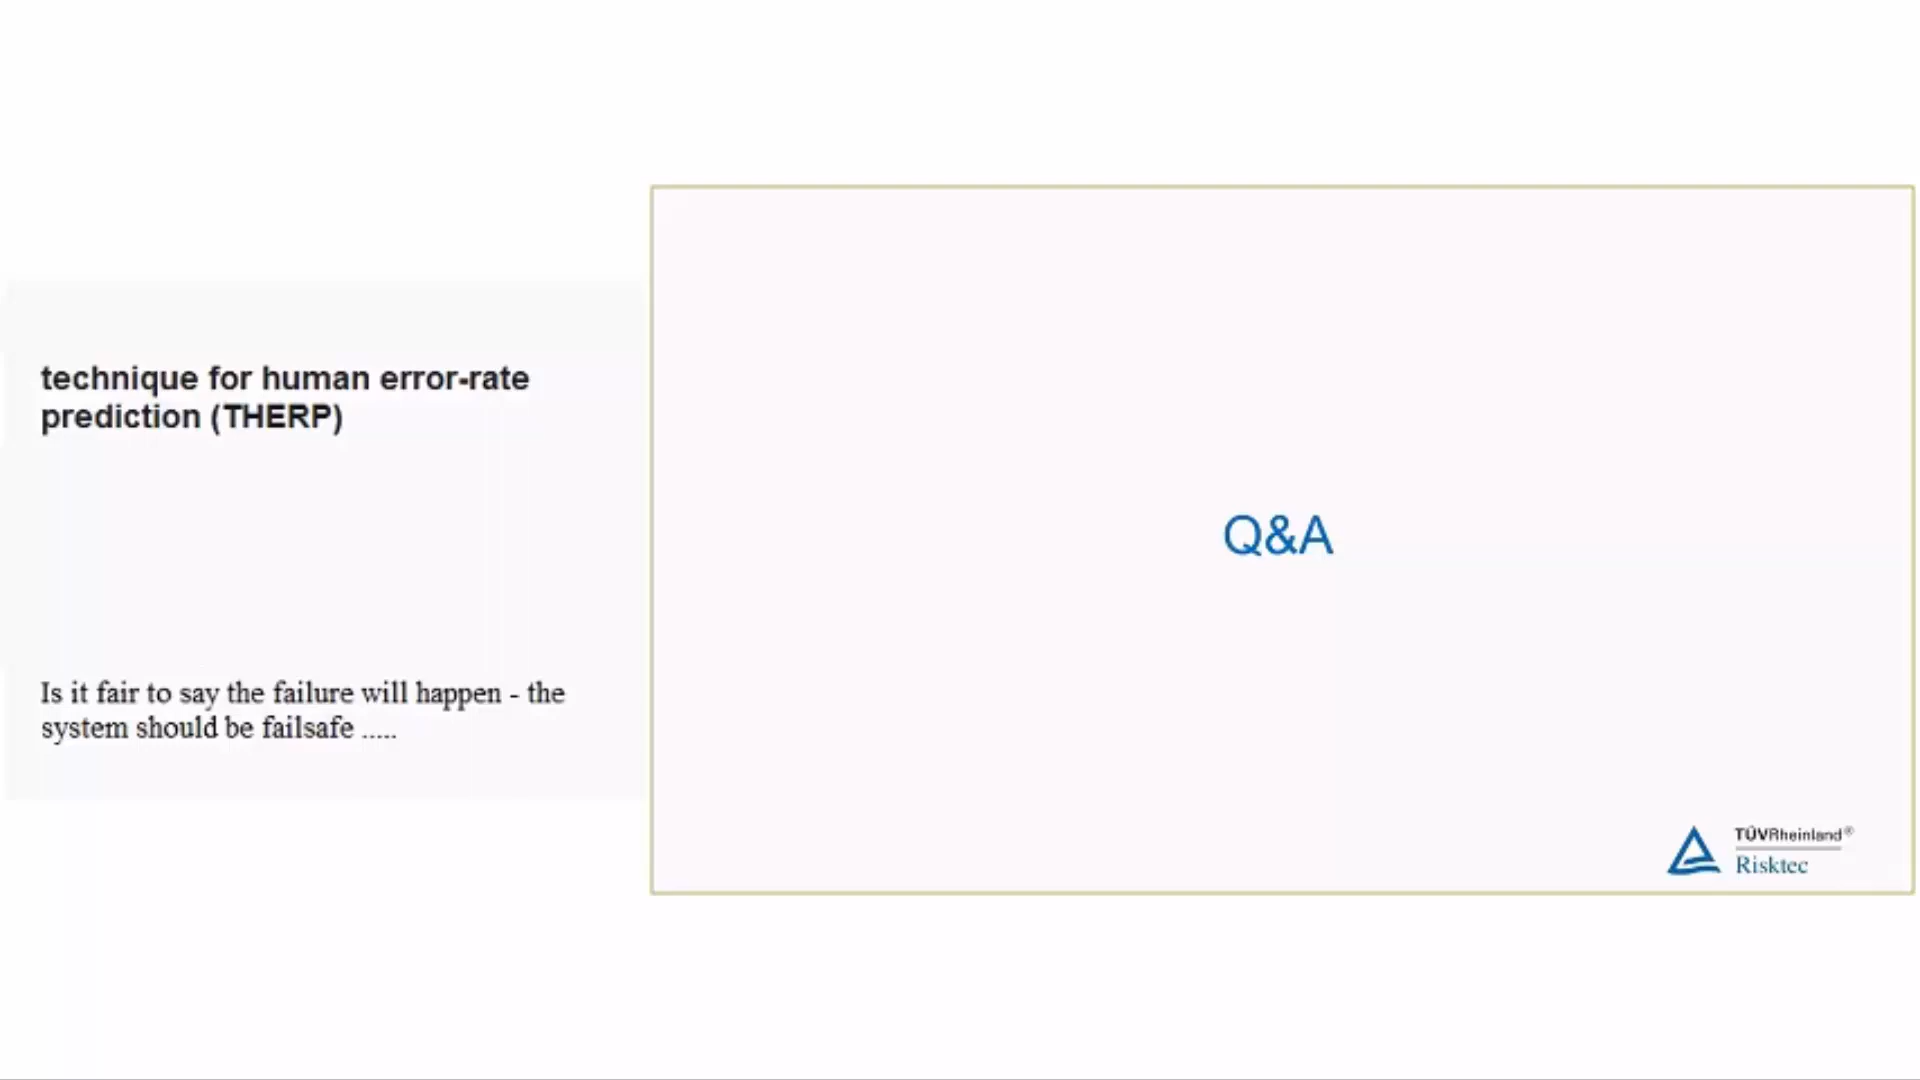 technique for human error-rate
prediction (THERP)
Is it fair to say the failure will happen - the
system should be failsafe .....
Q&A
TÜVRheinland®
Risktec